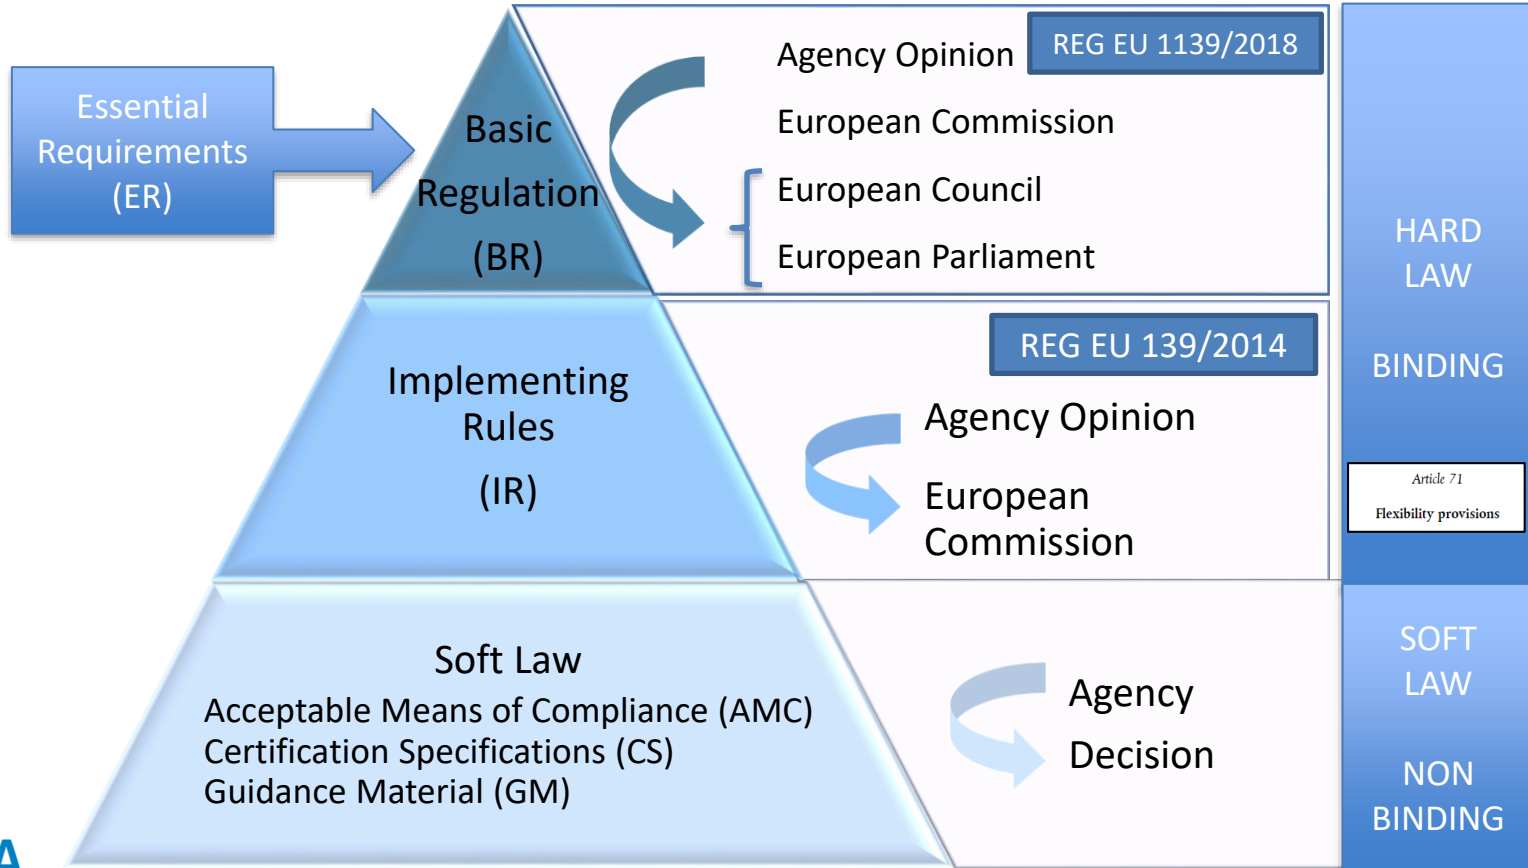 Essential
Requirements
(ER)
Basic
Regulation
(BR)
Agency Opinion
REG EU 1139/2018
European Commission
European Council
European Parliament
HARD
LAW
BINDING
Implementing
Rules
(IR)
REG EU 139/2014
Agency Opinion
European
Commission
Article 71
Flexibility provisions
Soft Law
Acceptable Means of Compliance (AMC)
Certification Specifications (CS)
Guidance Material (GM)
Agency
Decision
SOFT
LAW
NON
BINDING
A